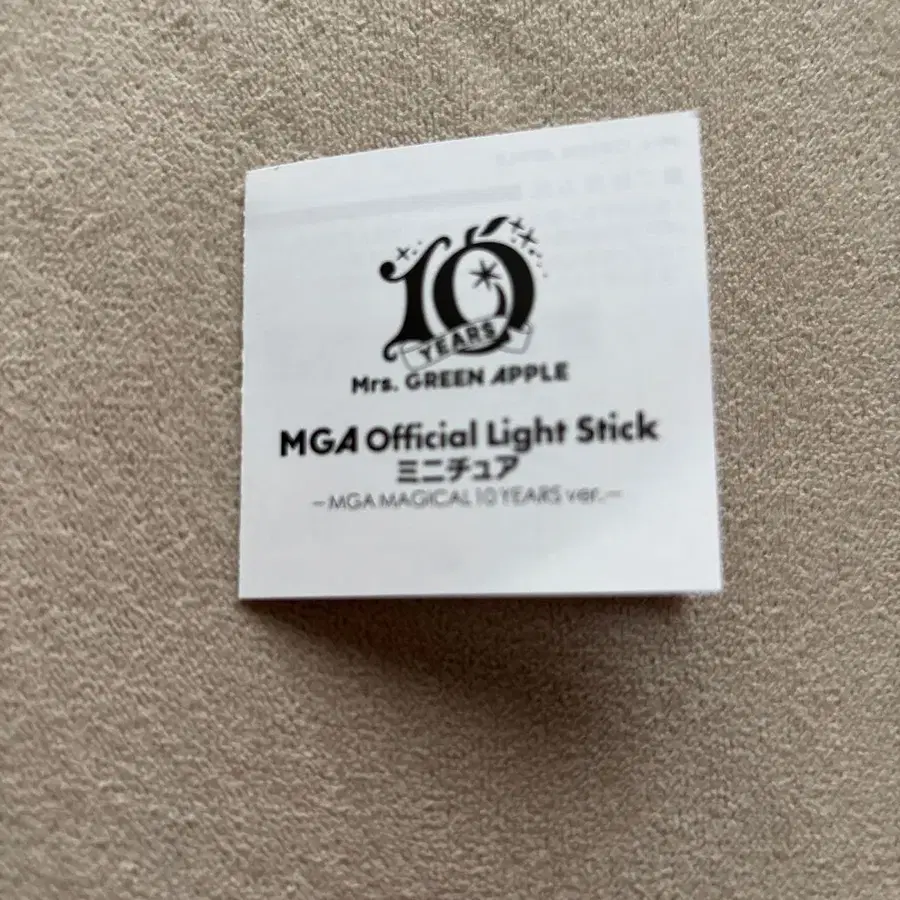 10
YEARS
Mrs. GREEN APPLE
MGA Official Light Stick
ミニチュア
－MGA MAGICAL 10 YEARS ver.－